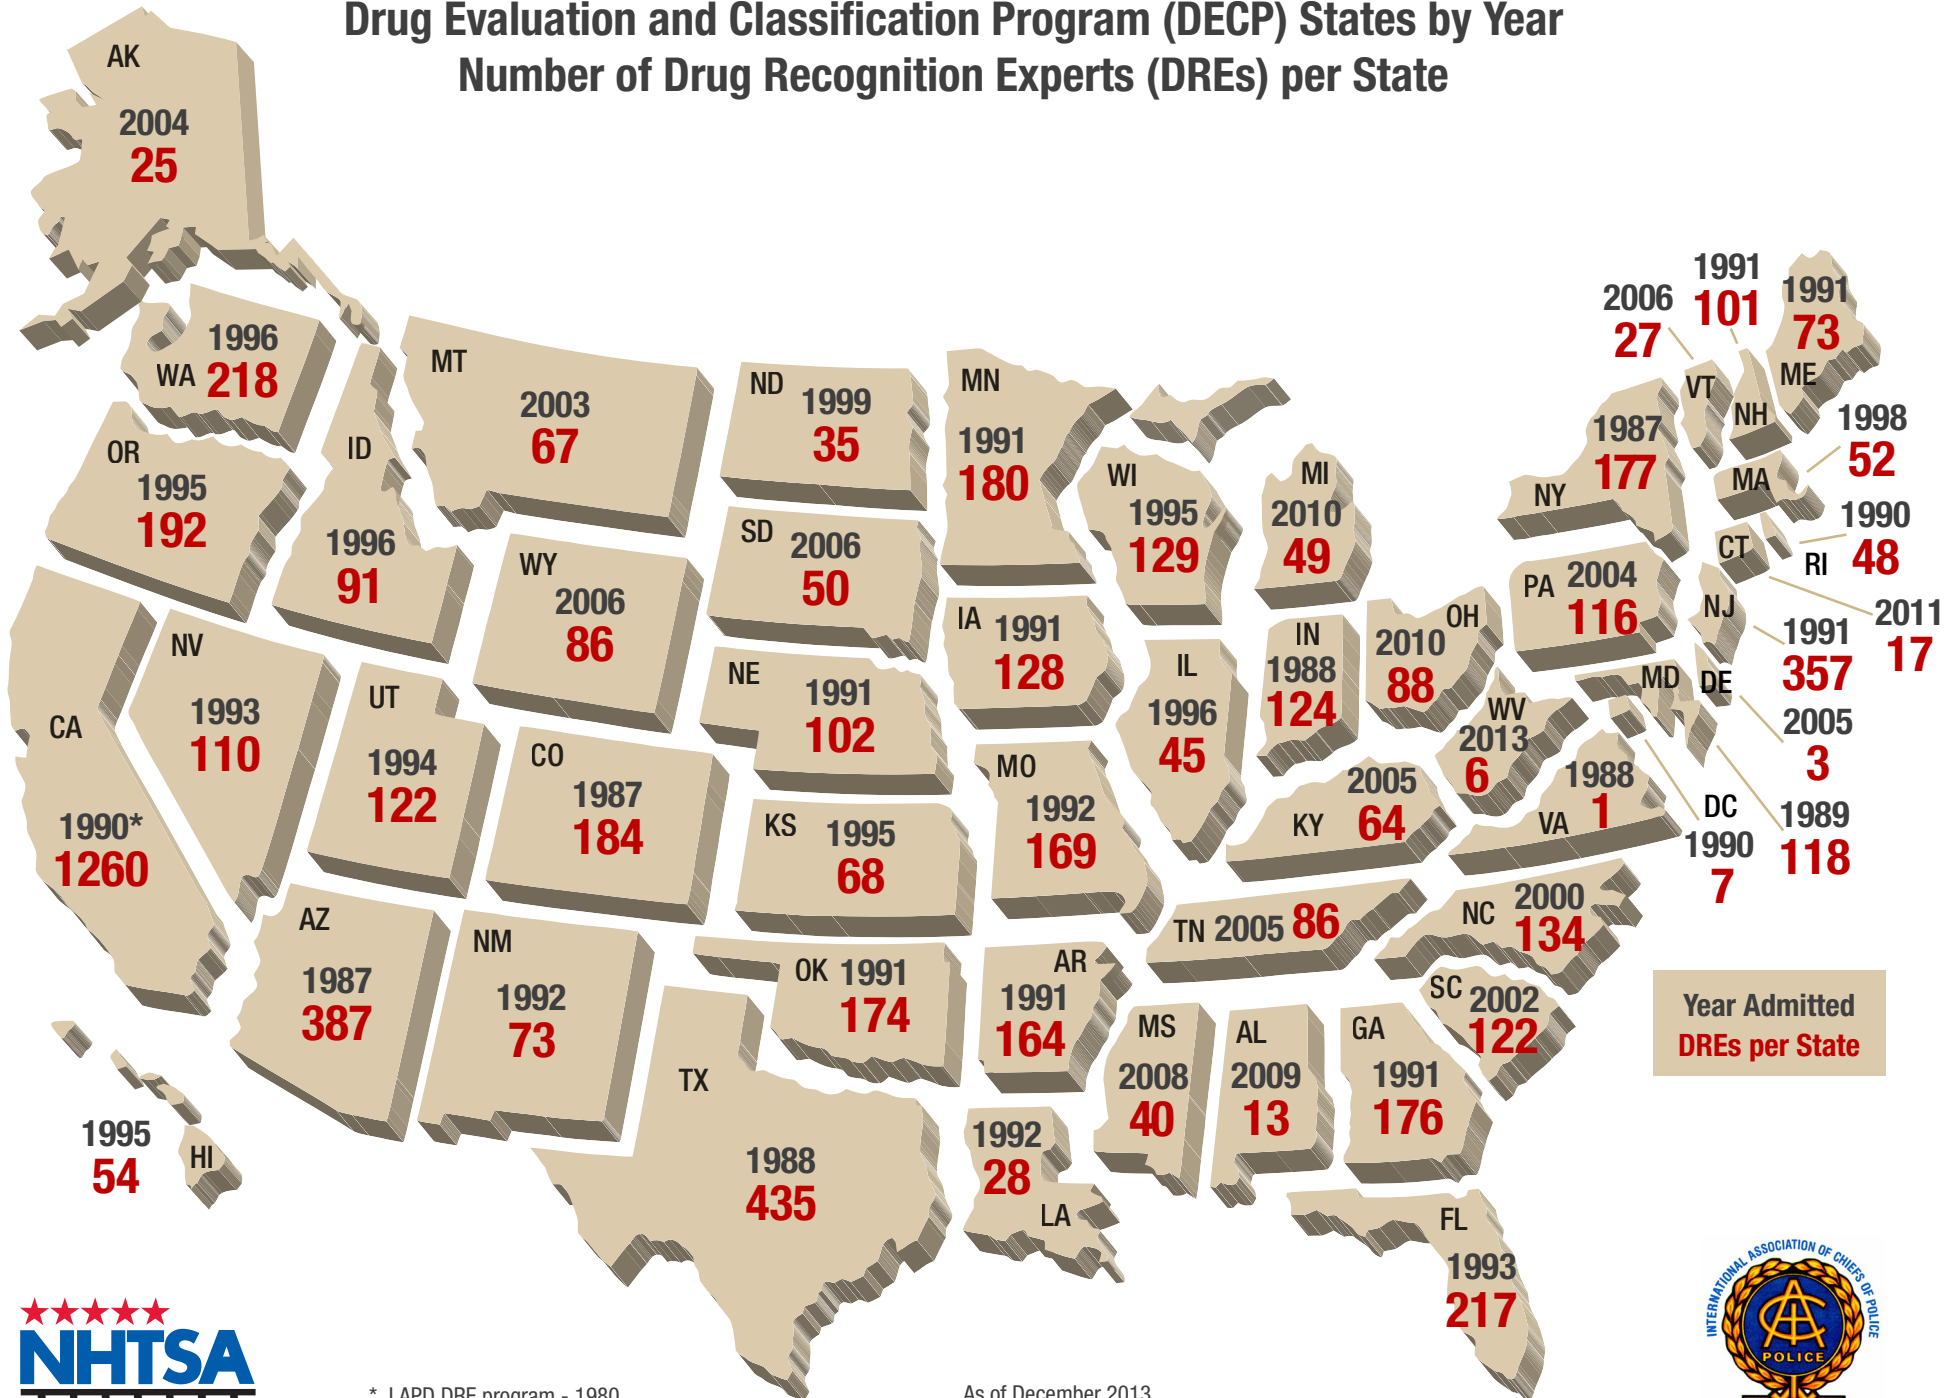 Drug Evaluation and Classification Program (DECP) States by Year
Number of Drug Recognition Experts (DREs) per State
AK
2004
25
1996
WA 218
OR
1995
192
ID
1996
91
MT
2003
67
ND
1999
35
MN
1991
180
WI
1995
129
MI
2010
49
2006
27
VT
1991
101
NH
1991
73
ME
1987
177
NY
1998
52
MA
1990
48
RI
CT
2011
17
SD
2006
50
WY
2006
86
IA
1991
128
NE
1991
102
IL
1996
45
IN
1988
124
OH
2010
88
PA
2004
116
NJ
1991
357
MD
DE
2005
3
WV
2013
6
1988
VA
1
DC
1990
7
1989
118
CA
1990*
1260
NV
1993
110
UT
1994
122
CO
1987
184
KS
1995
68
MO
1992
169
KY
2005
64
TN 2005 86
NC
2000
134
SC
2002
122
AZ
1987
387
NM
1992
73
OK 1991
174
AR
1991
164
MS
2008
40
AL
2009
13
GA
1991
176
TX
1988
435
1992
28
LA
FL
1993
217
1995
54
HI
Year Admitted
DREs per State
NHTSA
* LAPD DRE program - 1980
As of December 2013
INTERNATIONAL ASSOCIATION OF CHIEFS OF POLICE
IACP
POLICE